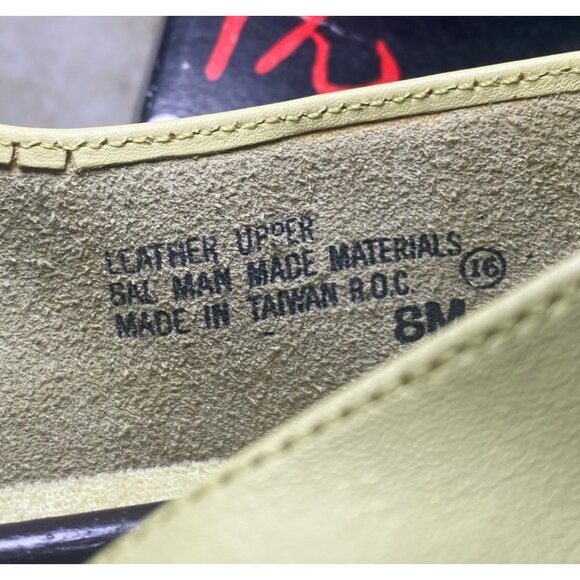 LEATHER UPPER
BAL MAN MADE MATERIALS
MADE IN TAIWAN R.O.C.
16
8M